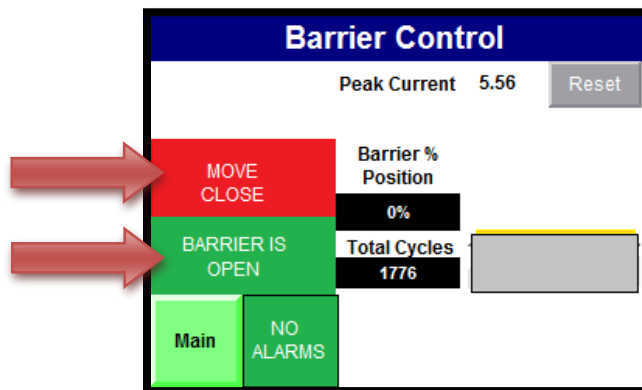 Barrier Control
Peak Current 5.56 Reset
MOVE
CLOSE
Barrier %
Position
0%
BARRIER IS
OPEN
Total Cycles
1776
Main
NO
ALARMS